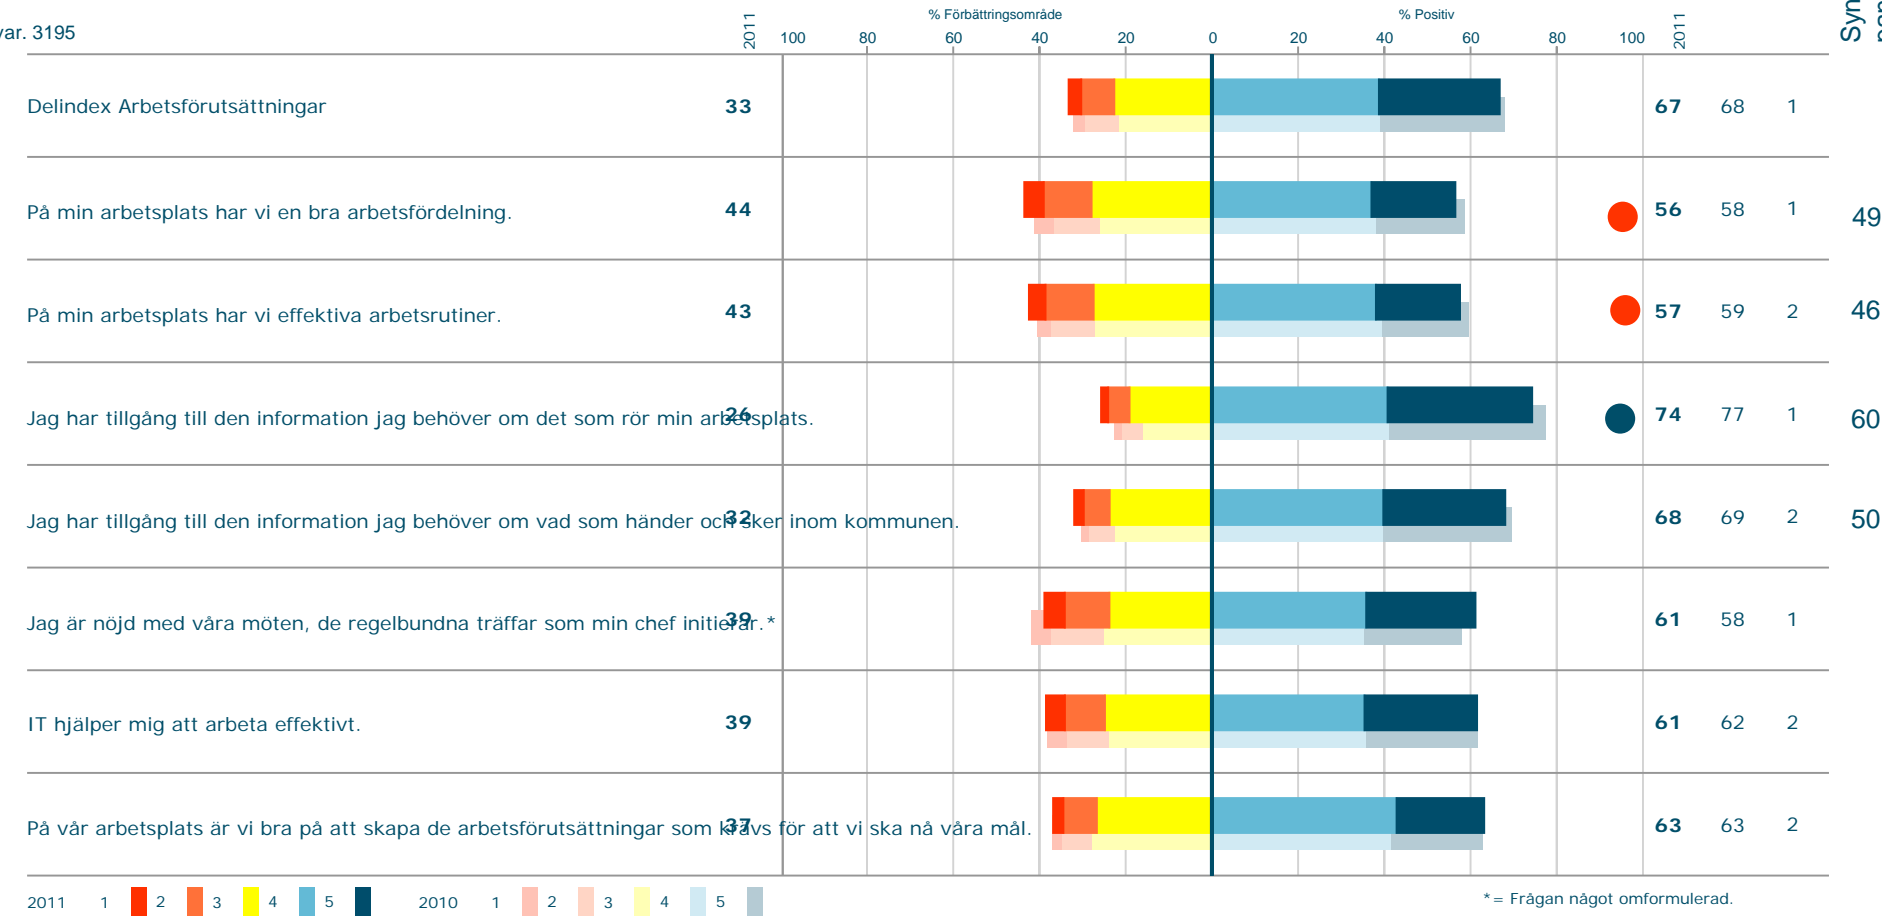 % Förbättringsområde % Positiv
var. 3195 2011 100 80 60 40 20 0 20 40 60 80 100 2011
Delindex Arbetsförutsättningar 33 67 68 1
På min arbetsplats har vi en bra arbetsfördelning. 44 56 58 1 49
På min arbetsplats har vi effektiva arbetsrutiner. 43 57 59 2 46
Jag har tillgång till den information jag behöver om det som rör min arbetsplats. 26 74 77 1 60
Jag har tillgång till den information jag behöver om vad som händer och sker inom kommunen. 32 68 69 2 50
Jag är nöjd med våra möten, de regelbundna träffar som min chef initierar.* 39 61 58 1
IT hjälper mig att arbeta effektivt. 39 61 62 2
På vår arbetsplats är vi bra på att skapa de arbetsförutsättningar som krävs för att vi ska nå våra mål. 37 63 63 2
2011 1 2 3 4 5 2010 1 2 3 4 5
*= Frågan något omformulerad.